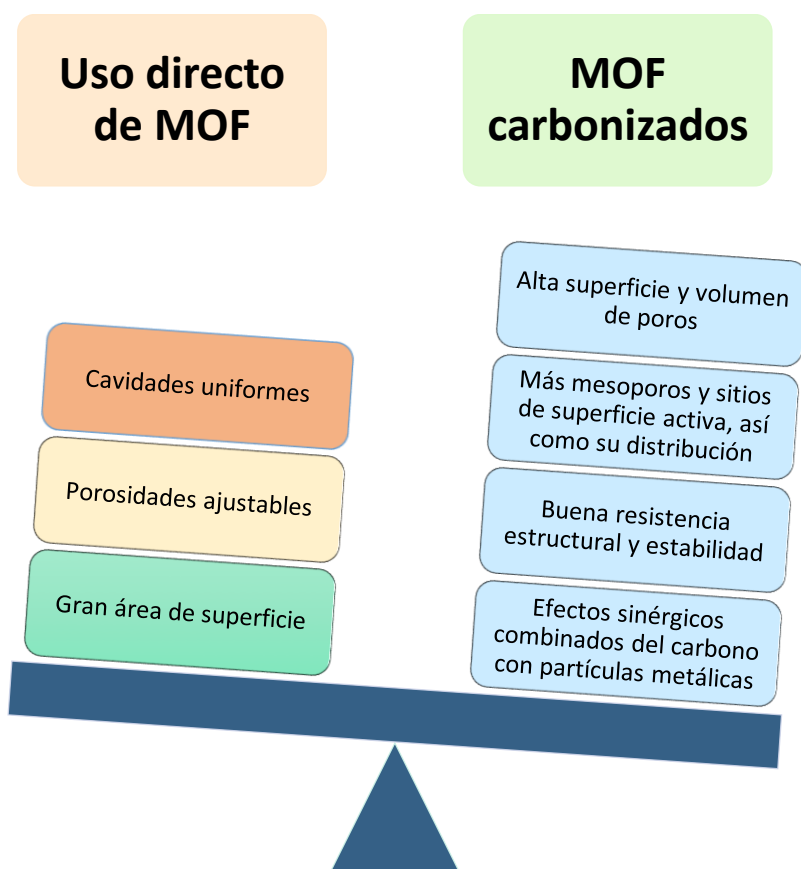 Uso directo
de MOF
MOF
carbonizados
Cavidades uniformes
Porosidades ajustables
Gran área de superficie
Alta superficie y volumen
de poros
Más mesoporos y sitios
de superficie activa, así
como su distribución
Buena resistencia
estructural y estabilidad
Efectos sinérgicos
combinados del carbono
con partículas metálicas